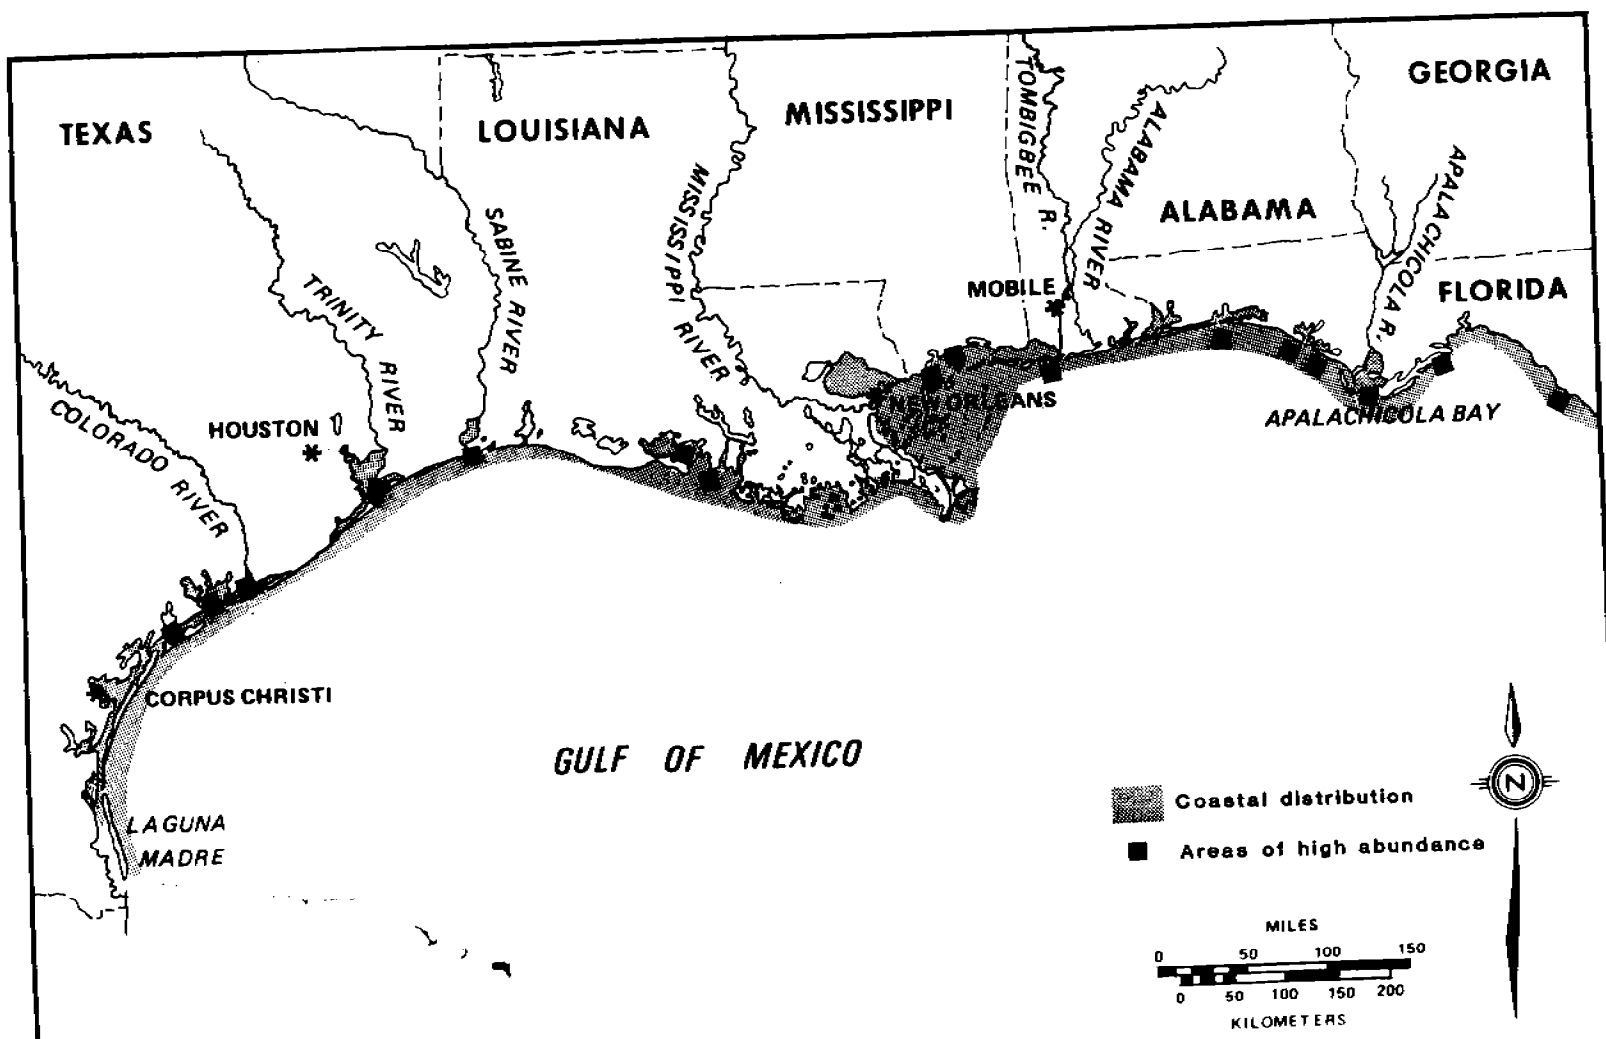 GEORGIA
TEXAS
LOUISIANA
MISSISSIPPI
TOMBIGBEE R.
ALABAMA RIVER
APALACHICOLA R.
ALABAMA
MISSISSIPPI RIVER
SABINE RIVER
TRINITY RIVER
MOBILE
FLORIDA
COLORADO RIVER
HOUSTON
NEW ORLEANS
APALACHICOLA BAY
CORPUS CHRISTI
GULF OF MEXICO
LAGUNA
MADRE
Coastal distribution
Areas of high abundance
N
MILES
0 50 100 150
0 50 100 150 200
KILOMETERS